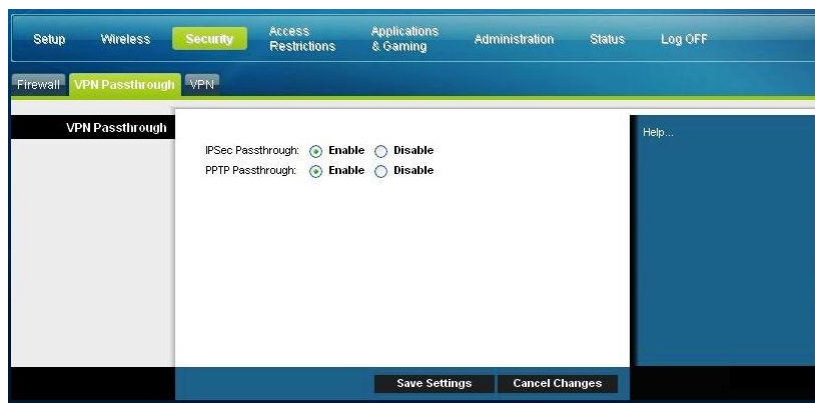 Setup Wireless Security Access Restrictions Applications & Gaming Administration Status Log OFF
Firewall VPN Passthrough VPN
VPN Passthrough
IPSec Passthrough: Enable Disable
PPTP Passthrough: Enable Disable
Help...
Save Settings Cancel Changes